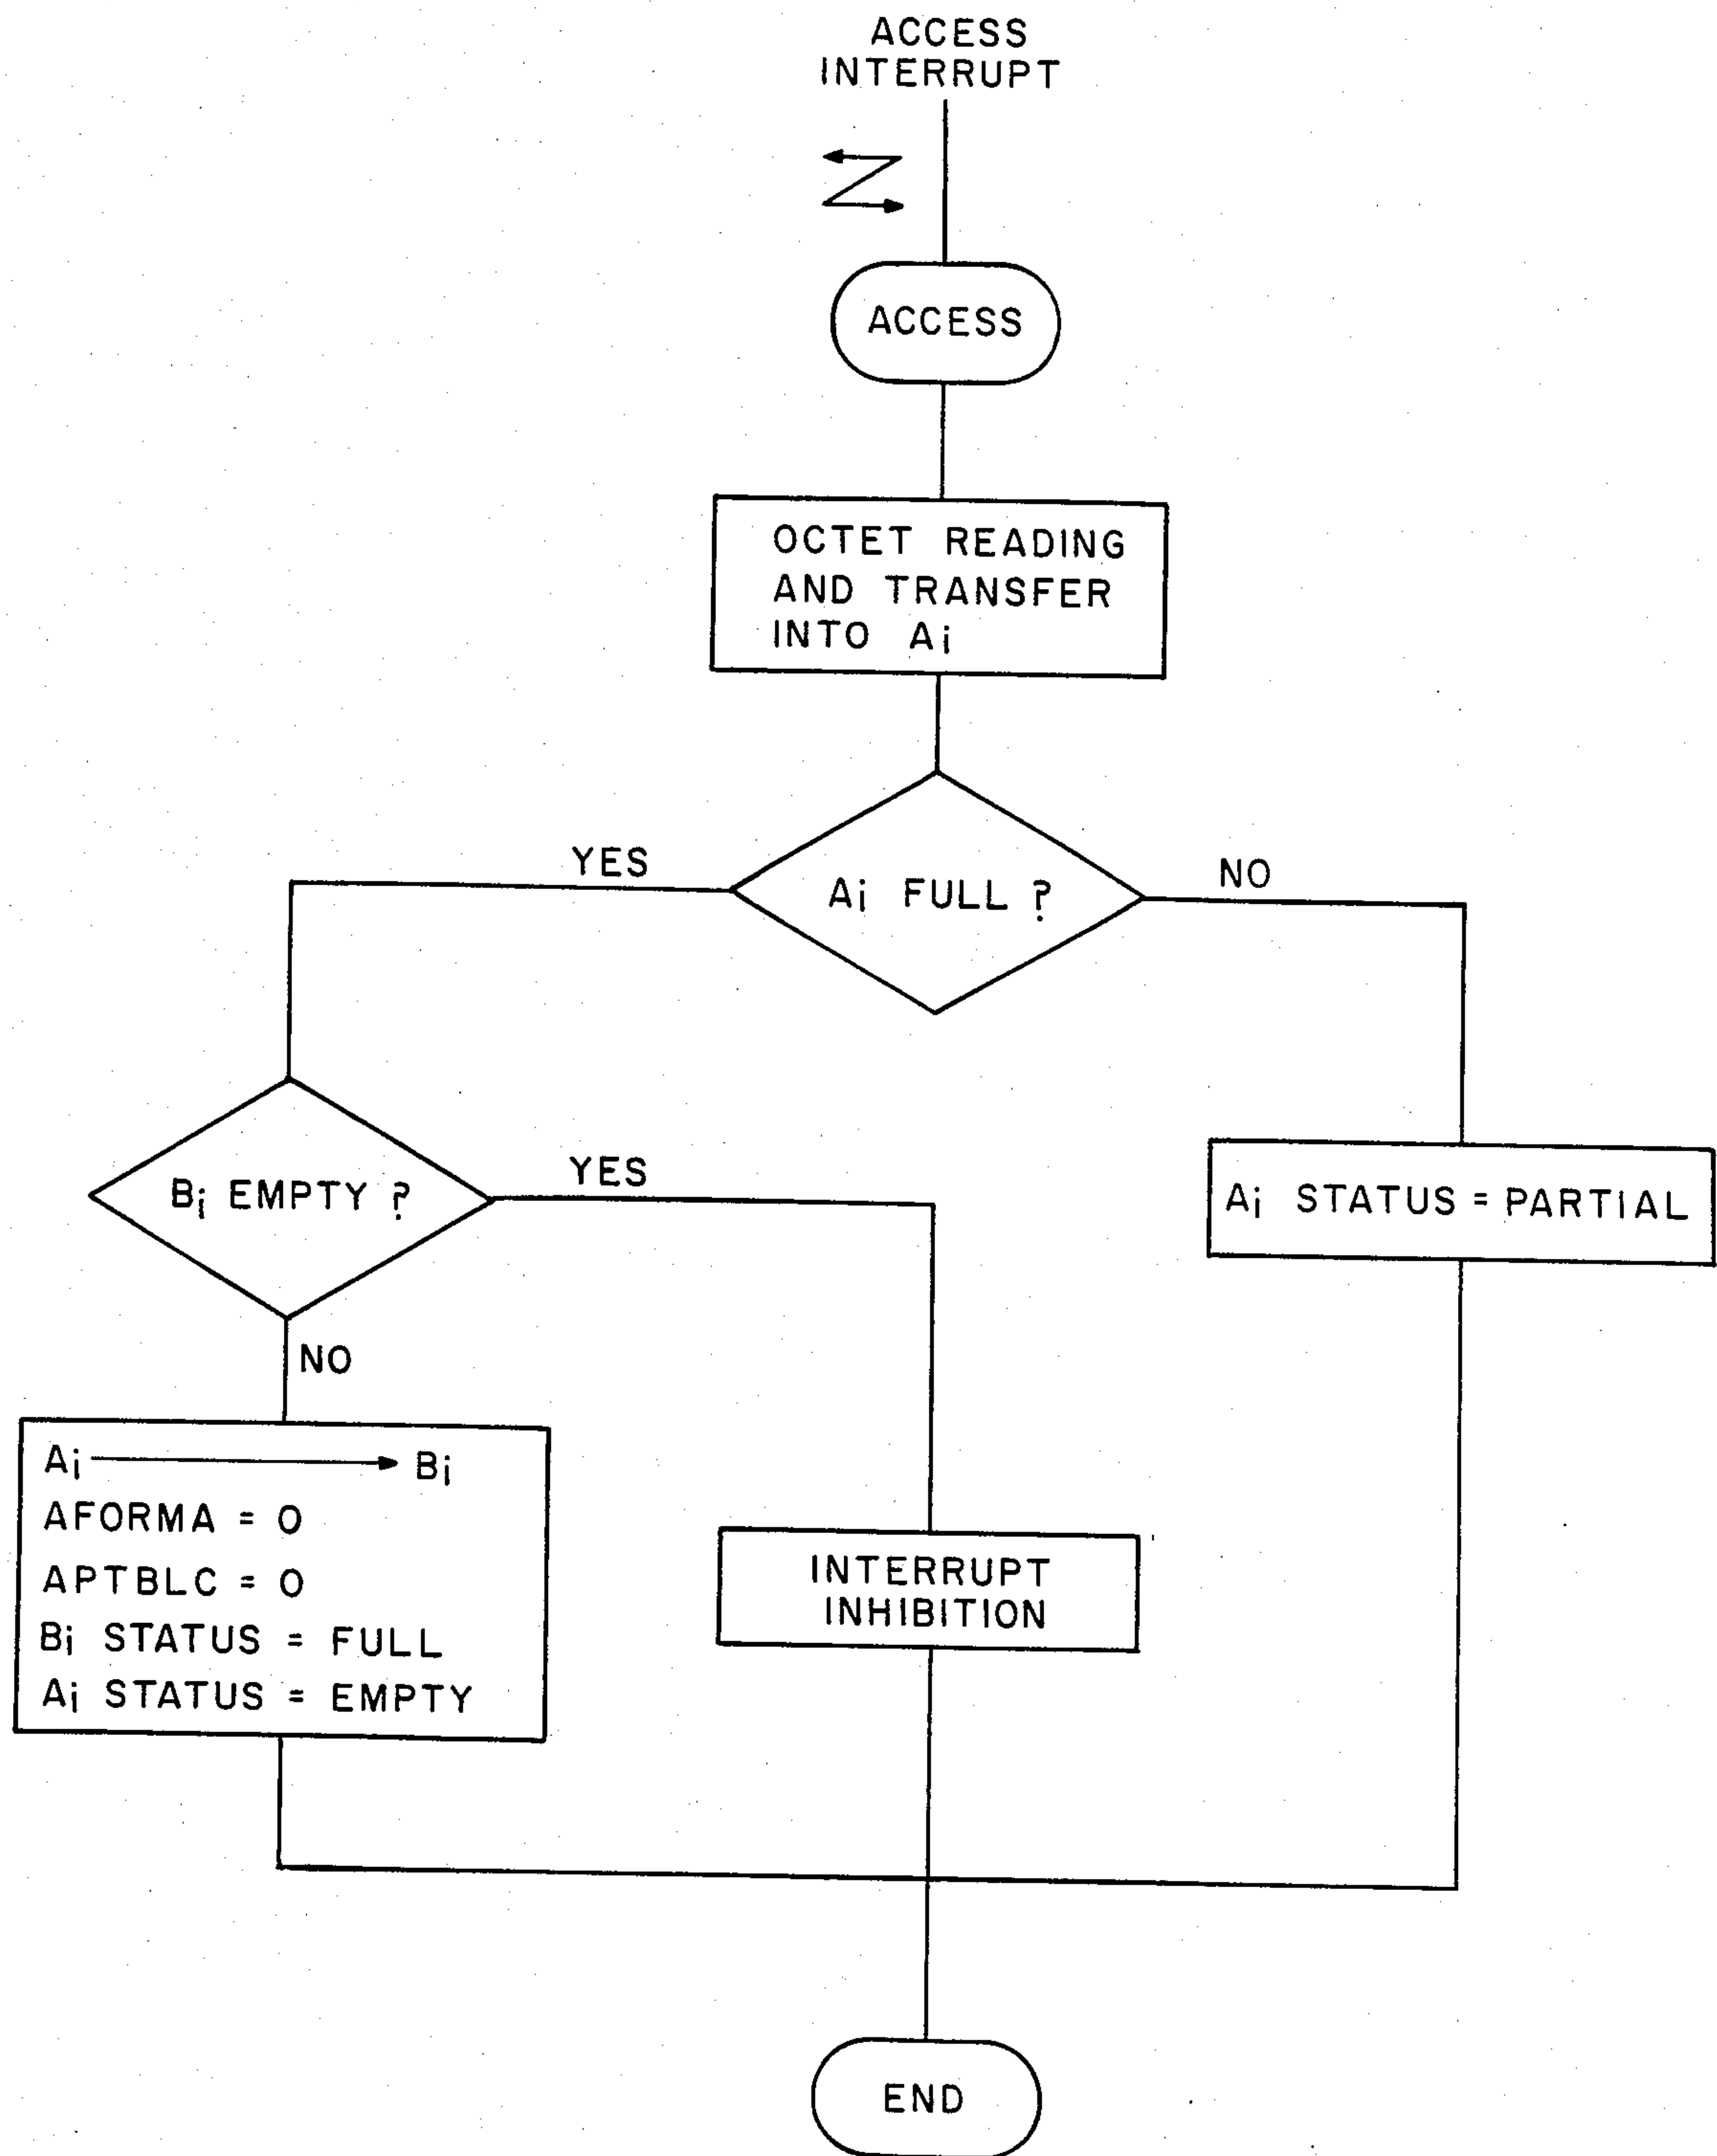 ACCESS
INTERRUPT
ACCESS
OCTET READING
AND TRANSFER
INTO Ai
Ai FULL ?
YES
NO
Bi EMPTY ?
YES
NO
Ai STATUS = PARTIAL
Ai → Bi
AFORMA = 0
APTBLC = 0
Bi STATUS = FULL
Ai STATUS = EMPTY
INTERRUPT
INHIBITION
END